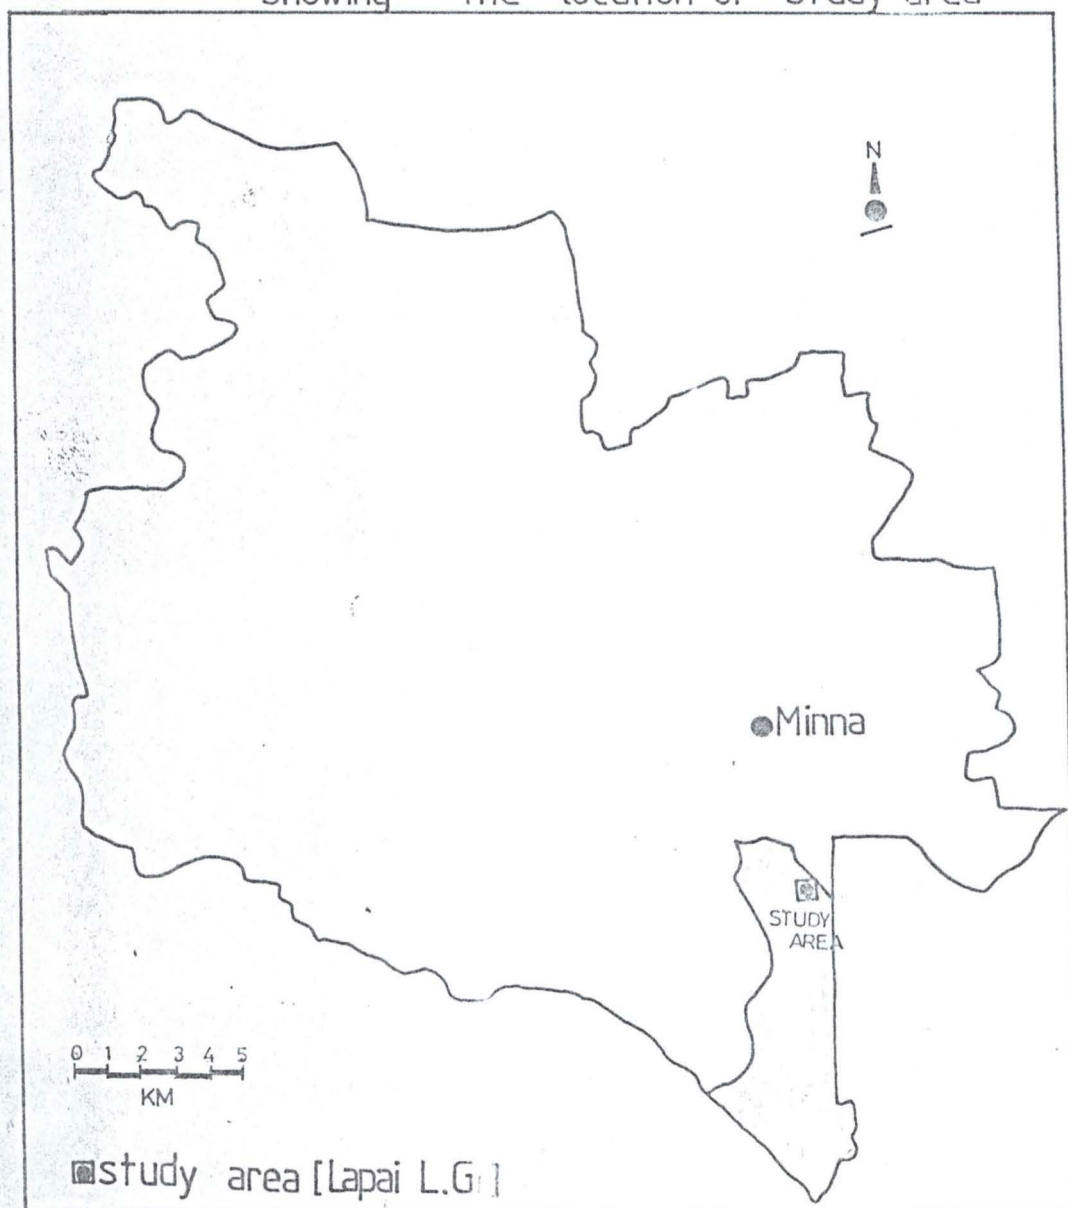 showing The location of Study area
N
Minna
STUDY
AREA
0 1 2 3 4 5
KM
study area [Lapai L.G]